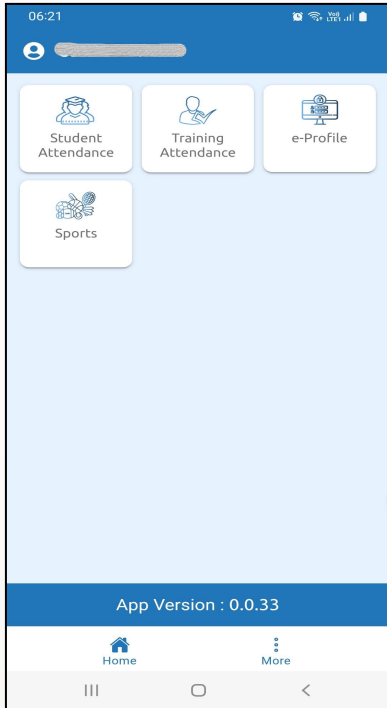 06:21
Student
Attendance
Training
Attendance
e-Profile
Sports
App Version : 0.0.33
Home
More